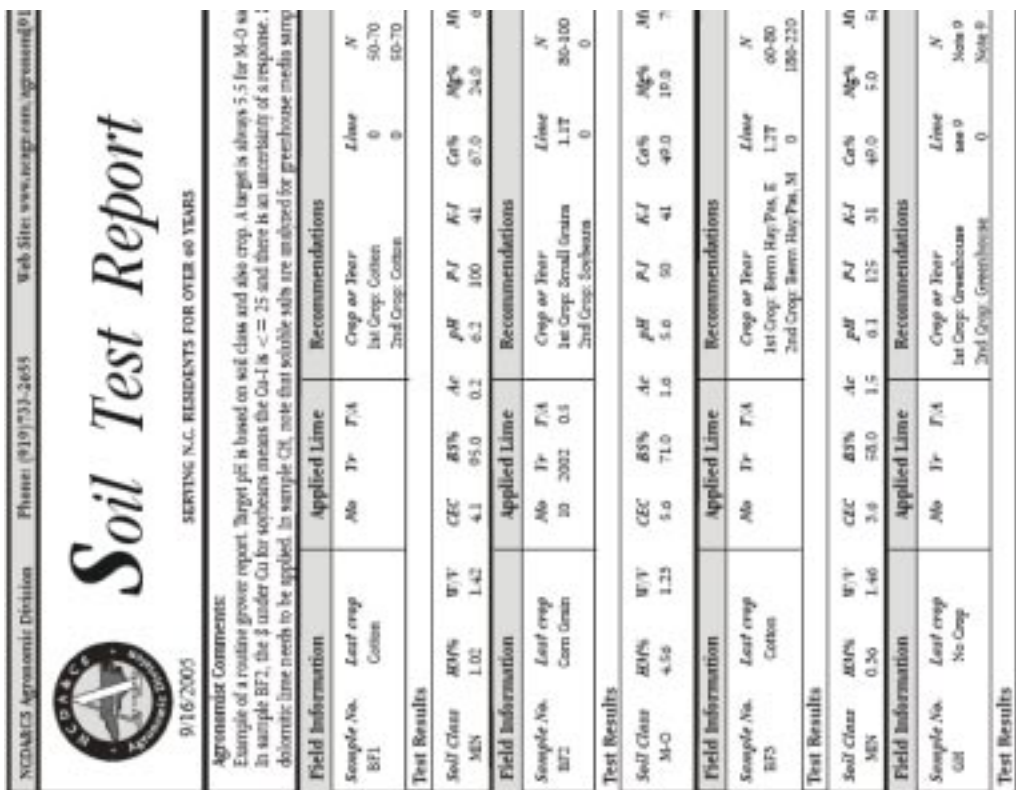 NCDA&CS Agronomic Division Phone: (919)733-2655 Web Site: www.ncagr.com/agronomi/
Soil Test Report
9/16/2005 SERVING N.C. RESIDENTS FOR OVER 60 YEARS
Agronomist Comments:
Example of a routine grower report. Target pH is based on soil class and also crop. A target is always 5.5 for M-O
In sample BF2, the $ under Cu for soybeans means the Cu-I is <= 25 and there is an uncertainty of a response.
dolomitic lime needs to be applied. In sample GH, note that soluble salts are analyzed for greenhouse media
Field Information Applied Lime Recommendations
Sample No. Last crop Mo Yr T/A Crop or Year Lime N
BF1 Cotton 1st Crop: Cotton 0 50-70
2nd Crop: Cotton 0 50-70
Test Results
Soil Class HM% W/V CEC BS% Ac pH P-I K-I Ca% Mg%
MIN 1.02 1.42 4.1 95.0 0.2 6.2 100 41 67.0 24.0
Field Information Applied Lime Recommendations
Sample No. Last crop Mo Yr T/A Crop or Year Lime N
BF2 Corn Grain 10 2002 0.5 1st Crop: Small Grains 1.1T 80-100
2nd Crop: Soybeans 0 0
Test Results
Soil Class HM% W/V CEC BS% Ac pH P-I K-I Ca% Mg%
M-O 4.56 1.23 5.6 71.0 1.6 5.0 50 41 49.0 19.0
Field Information Applied Lime Recommendations
Sample No. Last crop Mo Yr T/A Crop or Year Lime N
BF3 Cotton 1st Crop: Berm Hay/Pas, E 1.2T 60-80
2nd Crop: Berm Hay/Pas, M 0 180-220
Test Results
Soil Class HM% W/V CEC BS% Ac pH P-I K-I Ca% Mg%
MIN 0.36 1.46 3.6 58.0 1.5 125 31 49.0 5.0
Field Information Applied Lime Recommendations
Sample No. Last crop Mo Yr T/A Crop or Year Lime N
GH No Crop 1st Crop: Greenhouse Note 9
2nd Crop: Greenhouse 0 Note 9
Test Results